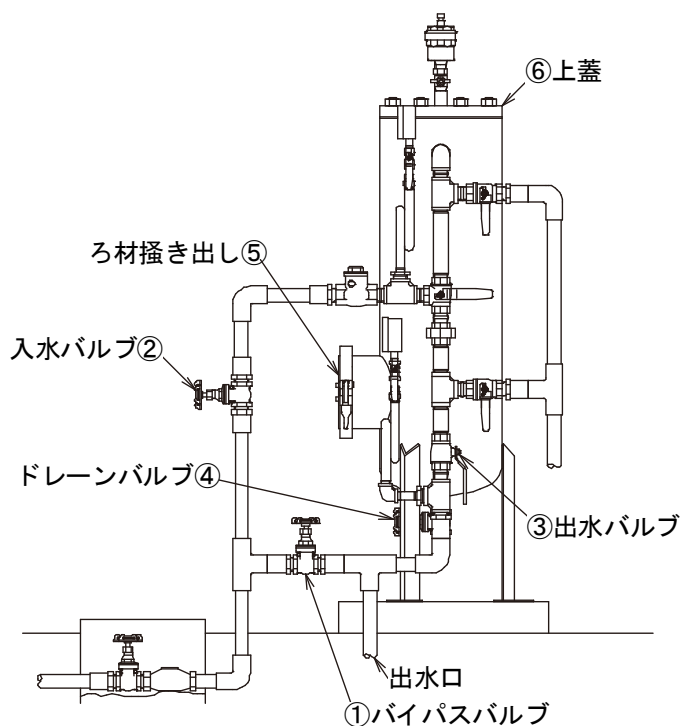 ⑥上蓋
ろ材掻き出し⑤
入水バルブ②
ドレーンバルブ④
③出水バルブ
出水口
①バイパスバルブ